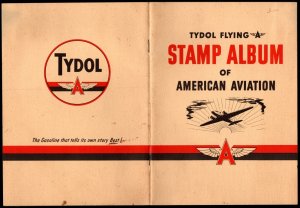 TYDOL
A
The Gasoline that tells its own story Best!
A
TYDOL FLYING A
STAMP ALBUM
OF
AMERICAN AVIATION
A